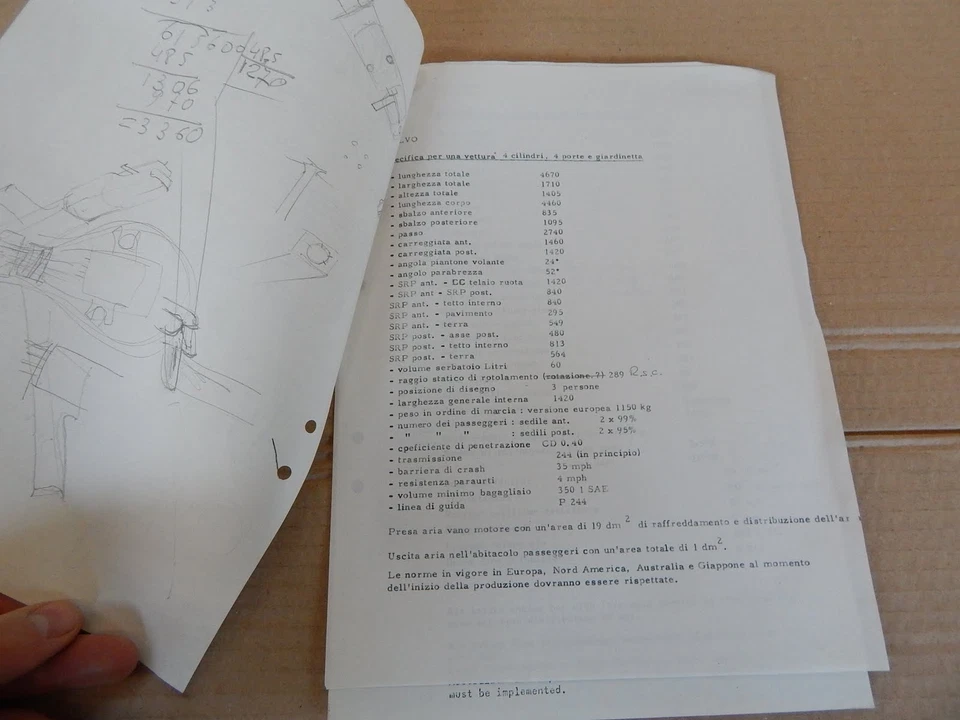 61360 485
485 1270
1306
970
=3360
LVO
ecifica per una vettura 4 cilindri, 4 porte e giardinetta
- lunghezza totale 4670
- larghezza totale 1710
- altezza totale 1405
- lunghezza corpo 4460
- sbalzo anteriore 835
- sbalzo posteriore 1095
- passo 2740
- carreggiata ant. 1460
- carreggiata post. 1420
- angola piantone volante 24°
- angolo parabrezza 52°
- SRP ant. - LC telaio ruota 1420
- SRP ant - SRP post. 840
SRP ant. - tetto interno 840
SRP ant. - pavimento 295
SRP ant. - terra 549
SRP post. - asse post. 480
SRP post. - tetto interno 813
SRP post. - terra 564
- volume serbatoio Litri 60
- raggio statico di rotolamento (rotazione ?) 289 R.s.c.
- posizione di disegno 3 persone
- larghezza generale interna 1420
- peso in ordine di marcia : versione europea 1150 kg
- numero dei passeggeri : sedile ant. 2 x 99%
- " " " : sedili post. 2 x 95%
- cpeficiente di penetrazione CD 0.40
- trasmissione 244 (in principio)
- barriera di crash 35 mph
- resistenza paraurti 4 mph
- volume minimo bagagliaio 350 l SAE
- linea di guida P 244
Presa aria vano motore con un'area di 19 dm² di raffreddamento e distribuzione dell'ar
Uscita aria nell'abitacolo passeggeri con un'area totale di 1 dm².
Le norme in vigore in Europa, Nord America, Australia e Giappone al momento
dell'inizio della produzione dovranno essere rispettate.
must be implemented.